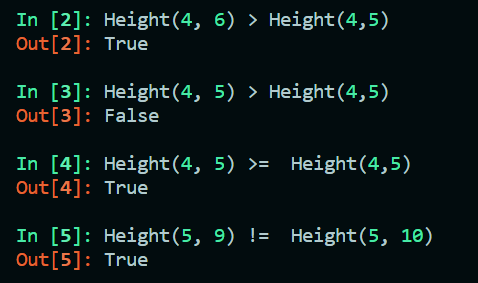 In [2]: Height(4, 6) > Height(4,5)
Out[2]: True
In [3]: Height(4, 5) > Height(4,5)
Out[3]: False
In [4]: Height(4, 5) >=  Height(4,5)
Out[4]: True
In [5]: Height(5, 9) !=  Height(5, 10)
Out[5]: True